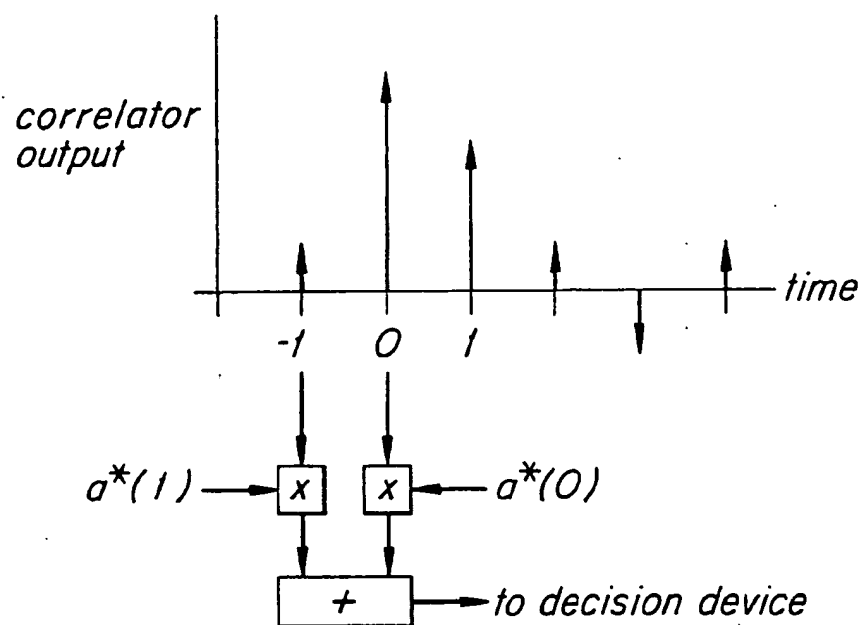 correlator
output
time
-1 0 1
a*(1) x x a*(0)
+ to decision device